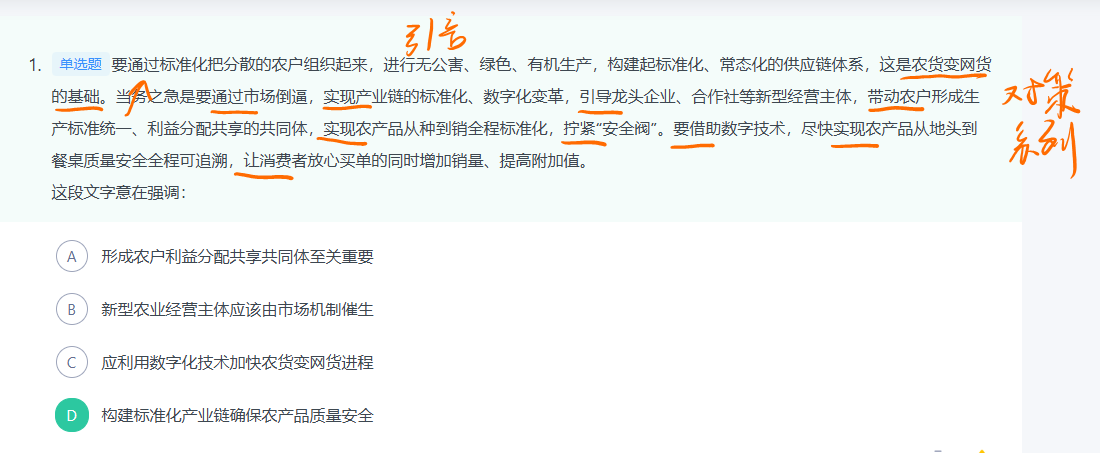 引言
1. 单选题 要通过标准化把分散的农户组织起来，进行无公害、绿色、有机生产，构建起标准化、常态化的供应链体系，这是农货变网货
的基础。当务之急是要通过市场倒逼，实现产业链的标准化、数字化变革，引导龙头企业、合作社等新型经营主体，带动农户形成生
产标准统一、利益分配共享的共同体，实现农产品从种到销全程标准化，拧紧“安全阀”。要借助数字技术，尽快实现农产品从地头到
餐桌质量安全全程可追溯，让消费者放心买单的同时增加销量、提高附加值。
对策
系列
这段文字意在强调：
A 形成农户利益分配共享共同体至关重要
B 新型农业经营主体应该由市场机制催生
C 应利用数字化技术加快农货变网货进程
D 构建标准化产业链确保农产品质量安全